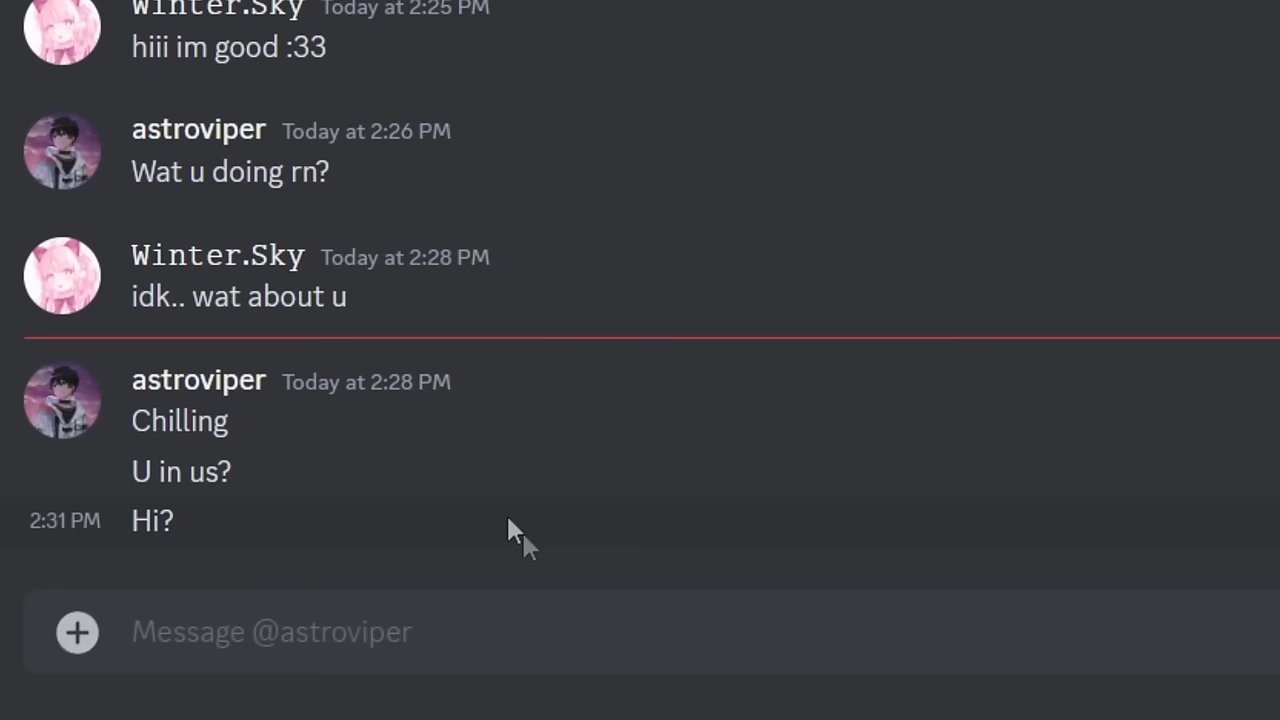 Winter.Sky Today at 2:25 PM
hiii im good :33
astroviper Today at 2:26 PM
Wat u doing rn?
Winter.Sky Today at 2:28 PM
idk.. wat about u
astroviper Today at 2:28 PM
Chilling
U in us?
2:31 PM Hi?
Message @astroviper